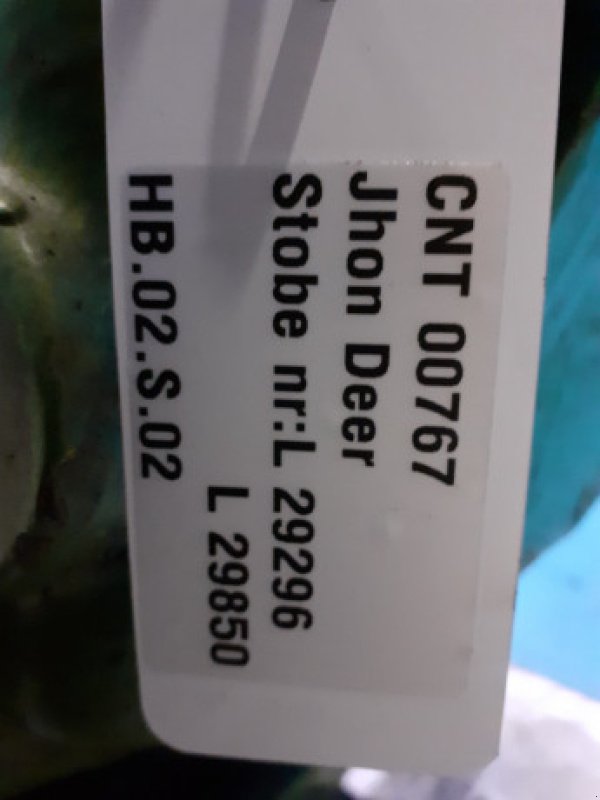 CNT 00767
Jhon Deer
Stobe nr:L 29296
L 29850
HB.02.S.02